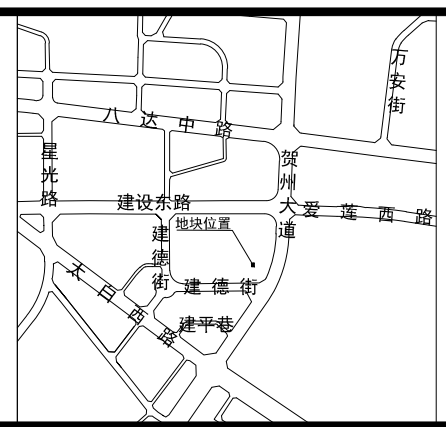 万安街
八达中路
星光路
贺州大道
建设东路
爱莲西路
地块位置
建德街
太白西路
建德街
建平巷